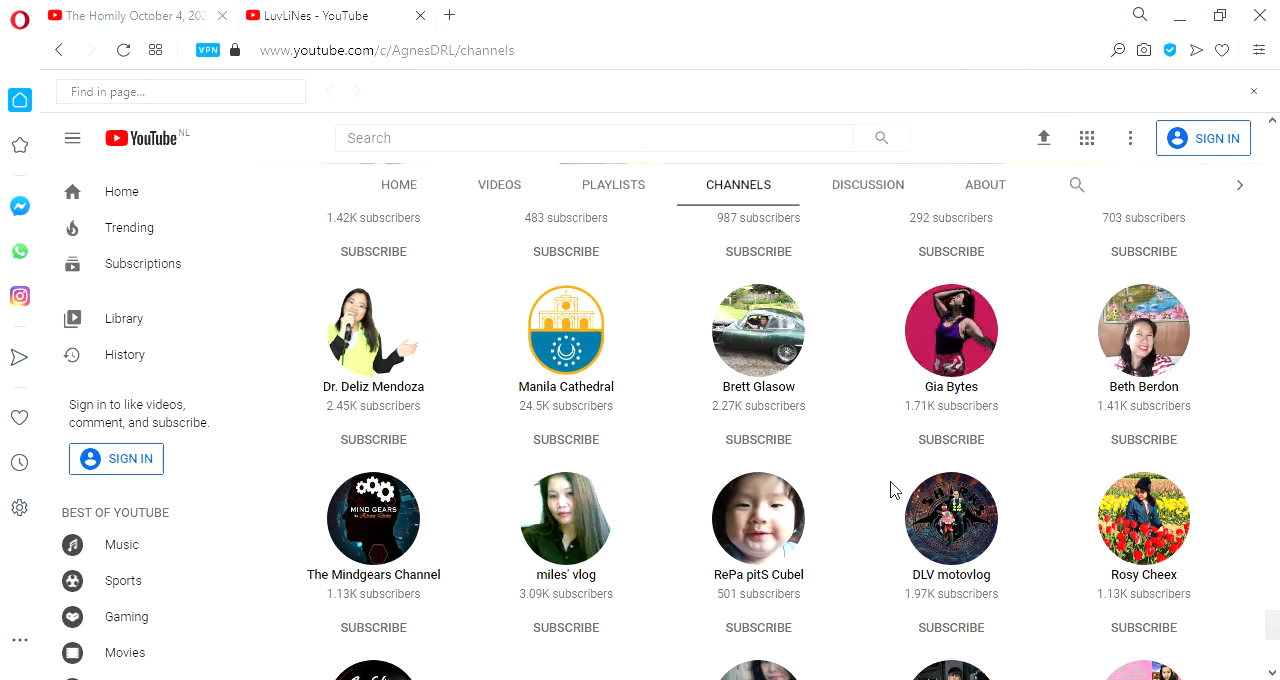 The Homily October 4, 202
LuvLiNes - YouTube
VPN
www.youtube.com/c/AgnesDRL/channels
Find in page...
YouTube NL
Search
SIGN IN
HOME VIDEOS PLAYLISTS CHANNELS DISCUSSION ABOUT
Home
Trending
Subscriptions
Library
History
Sign in to like videos,
comment, and subscribe.
SIGN IN
BEST OF YOUTUBE
Music
Sports
Gaming
Movies
1.42K subscribers 483 subscribers 987 subscribers 292 subscribers 703 subscribers
SUBSCRIBE SUBSCRIBE SUBSCRIBE SUBSCRIBE SUBSCRIBE
Dr. Deliz Mendoza Manila Cathedral Brett Glasow Gia Bytes Beth Berdon
2.45K subscribers 24.5K subscribers 2.27K subscribers 1.71K subscribers 1.41K subscribers
SUBSCRIBE SUBSCRIBE SUBSCRIBE SUBSCRIBE SUBSCRIBE
MIND GEARS
The Mindgears Channel miles' vlog RePa pitS Cubel DLV motovlog Rosy Cheex
1.13K subscribers 3.09K subscribers 501 subscribers 1.97K subscribers 1.13K subscribers
SUBSCRIBE SUBSCRIBE SUBSCRIBE SUBSCRIBE SUBSCRIBE